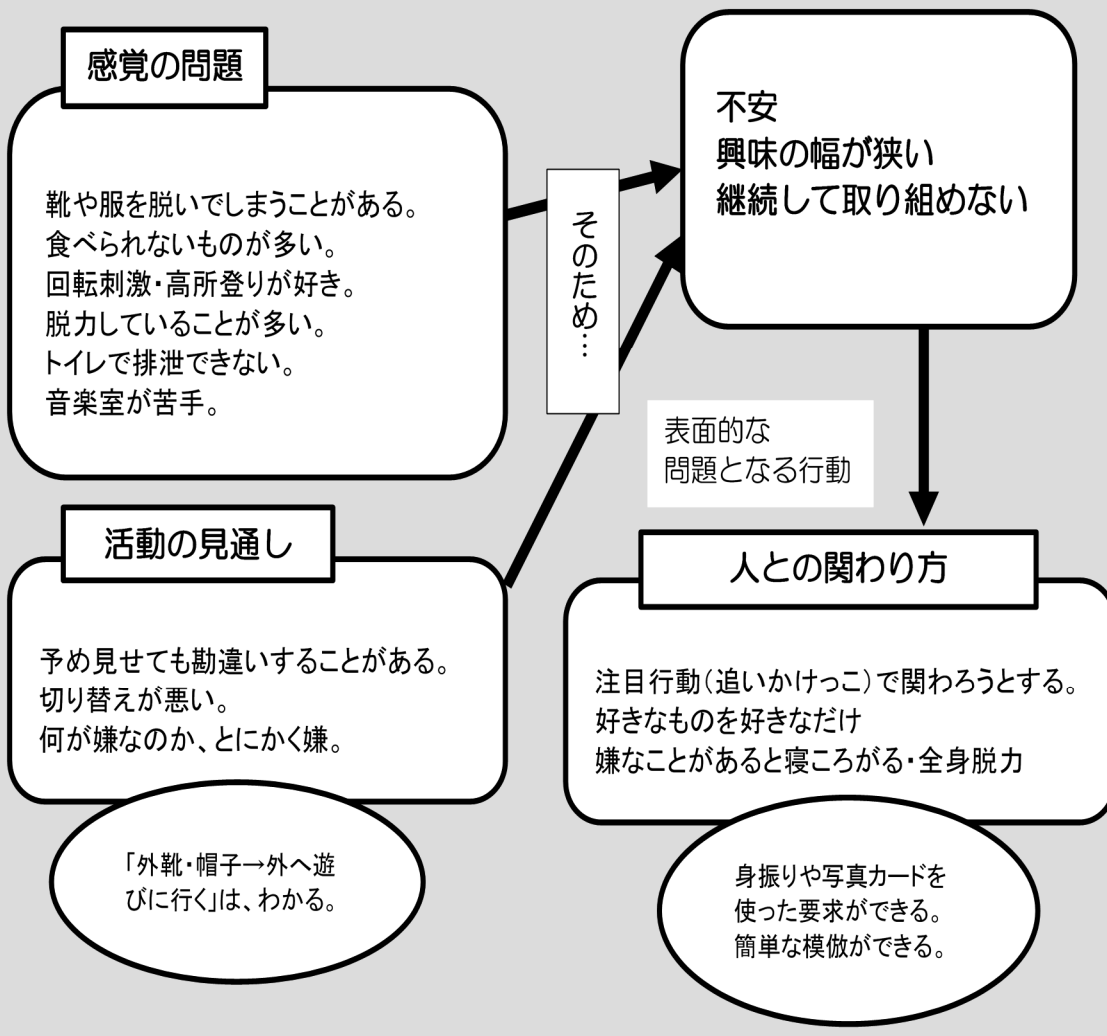 感覚の問題
靴や服を脱いでしまうことがある。
食べられないものが多い。
回転刺激・高所登りが好き。
脱力していることが多い。
トイレで排泄できない。
音楽室が苦手。
そのため…
不安
興味の幅が狭い
継続して取り組めない
表面的な
問題となる行動
活動の見通し
予め見せても勘違いすることがある。
切り替えが悪い。
何が嫌なのか、とにかく嫌。
「外靴・帽子→外へ遊
びに行く」は、わかる。
人との関わり方
注目行動(追いかけっこ)で関わろうとする。
好きなものを好きなだけ
嫌なことがあると寝ころがる・全身脱力
身振りや写真カードを
使った要求ができる。
簡単な模倣ができる。